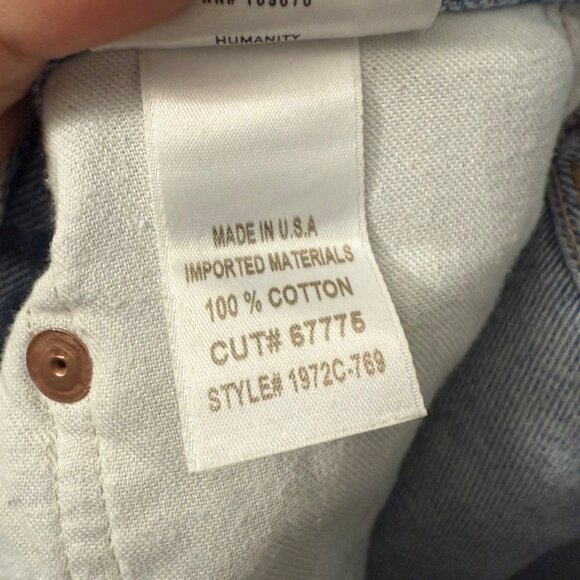 HUMANITY
MADE IN U.S.A
IMPORTED MATERIALS
100 % COTTON
CUT# 67775
STYLE# 1972C-769